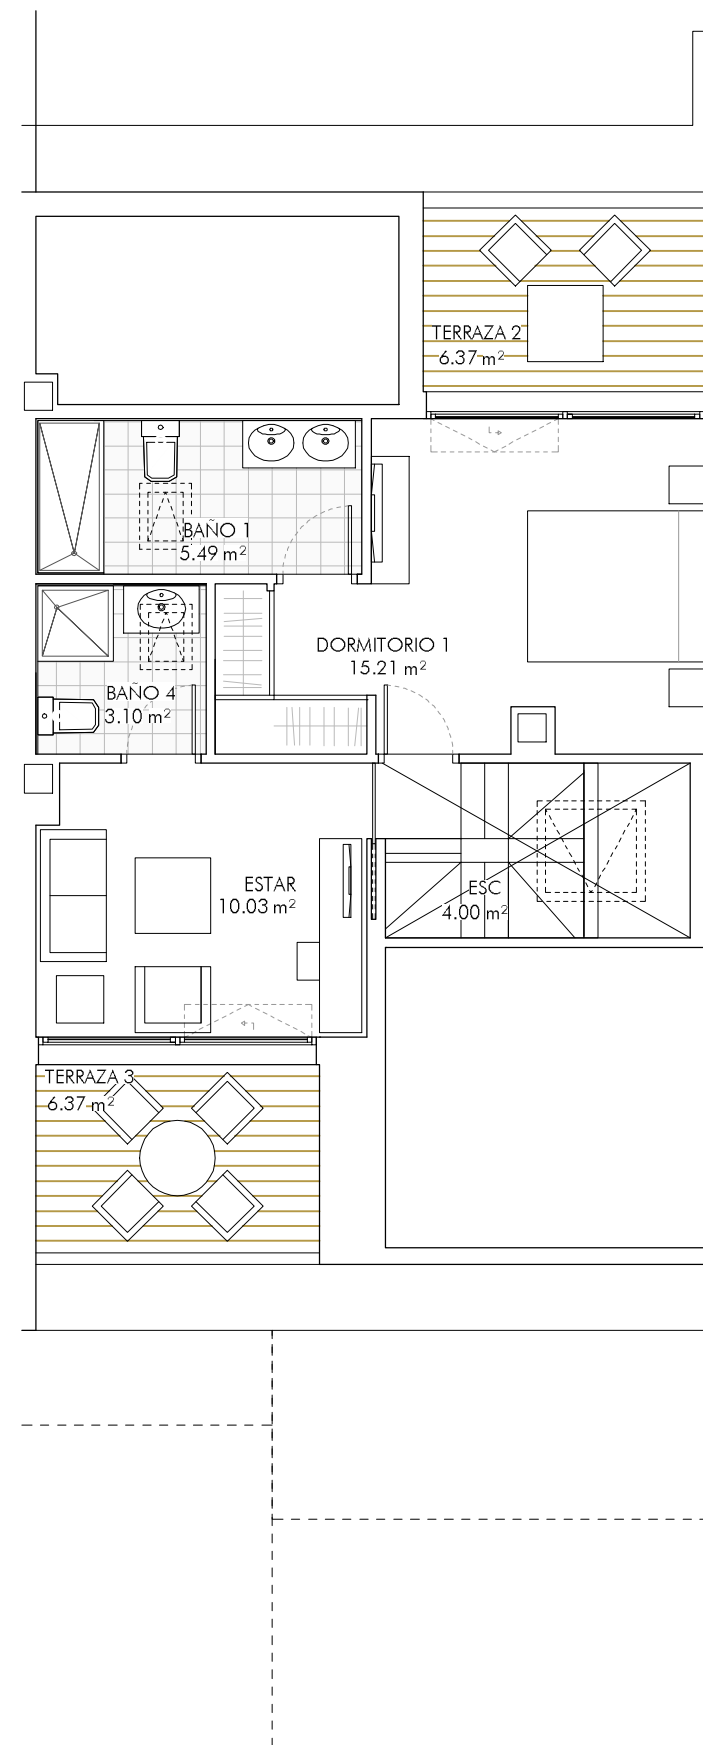 TERRAZA 2
6.37 m²
BAÑO 1
5.49 m²
DORMITORIO 1
15.21 m²
BAÑO 4
3.10 m²
ESTAR
10.03 m²
ESC
4.00 m²
TERRAZA 3
6.37 m²